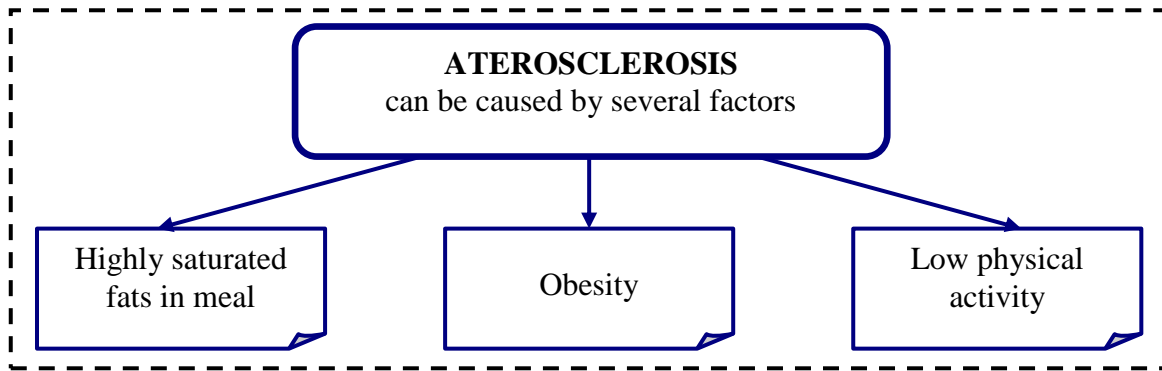 ATEROSCLEROSIS
can be caused by several factors
Highly saturated
fats in meal
Obesity
Low physical
activity